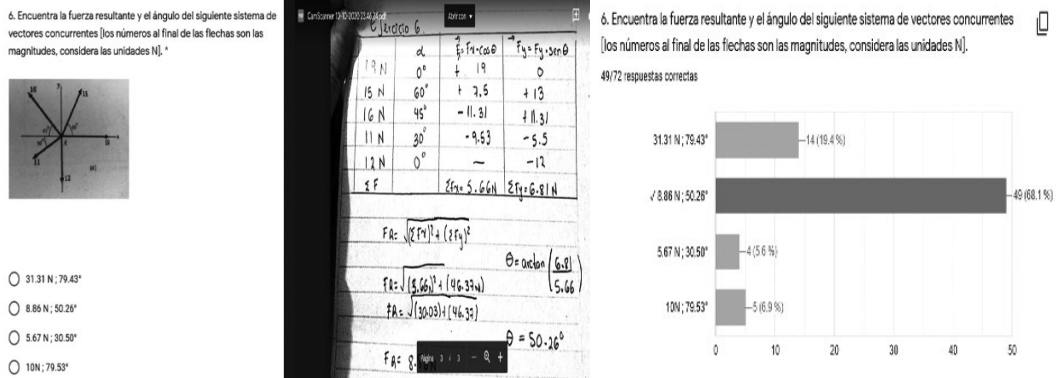 6. Encuentra la fuerza resultante y el ángulo del siguiente sistema de
vectores concurrentes [los números al final de las flechas son las
magnitudes, considera las unidades N]. *
16
y
15
11
12
31.31 N ; 79.43°
8.86 N ; 50.26°
5.67 N ; 30.50°
10N ; 79.53°
CamScanner 12-10-2020 23.46.24.pdf
Abrir con
Ejercicio 6.
α Fx=Fx·cosθ Fy=Fy·senθ
19 N 0° + 19 0
15 N 60° + 7.5 + 13
16 N 45° - 11.31 + 11.31
11 N 30° - 9.53 - 5.5
12 N 0° — -12
ΣF ΣFx= 5.66N ΣFy=6.81N
FR= √(ΣFx)²+(ΣFy)²
θ= arctan (6.81/5.66)
FR= √(5.66)²+(46.37N)
FR= √(30.03)+(46.37)
θ = 50.26°
FR= 8.
Página 3 / 3
6. Encuentra la fuerza resultante y el ángulo del siguiente sistema de vectores concurrentes
[los números al final de las flechas son las magnitudes, considera las unidades N].
49/72 respuestas correctas
31.31 N ; 79.43°
14 (19.4 %)
✓ 8.86 N ; 50.26°
49 (68.1 %)
5.67 N ; 30.50°
4 (5.6 %)
10N ; 79.53°
5 (6.9 %)
0 10 20 30 40 50